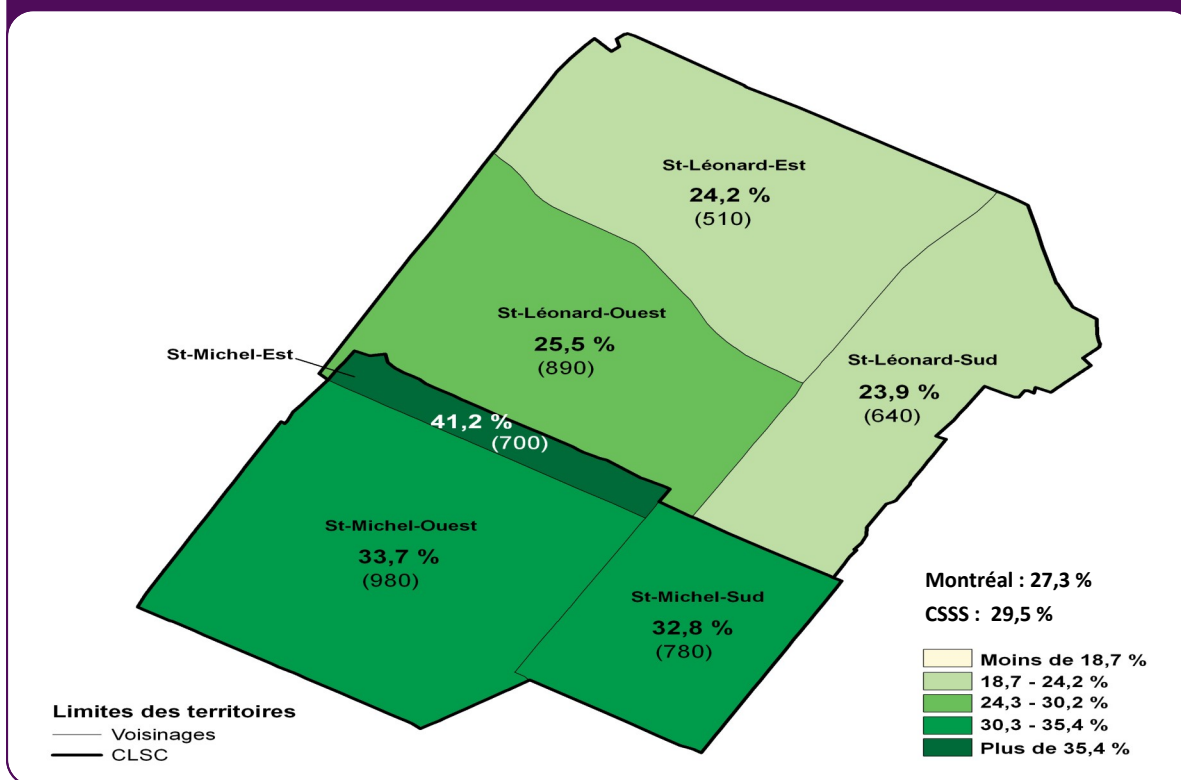 St-Léonard-Est
24,2 %
(510)
St-Léonard-Ouest
25,5 %
(890)
St-Michel-Est
St-Léonard-Sud
23,9 %
(640)
41,2 %
(700)
St-Michel-Ouest
33,7 %
(980)
St-Michel-Sud
32,8 %
(780)
Montréal : 27,3 %
CSSS : 29,5 %
Moins de 18,7 %
18,7 - 24,2 %
24,3 - 30,2 %
30,3 - 35,4 %
Plus de 35,4 %
Limites des territoires
Voisinages
CLSC